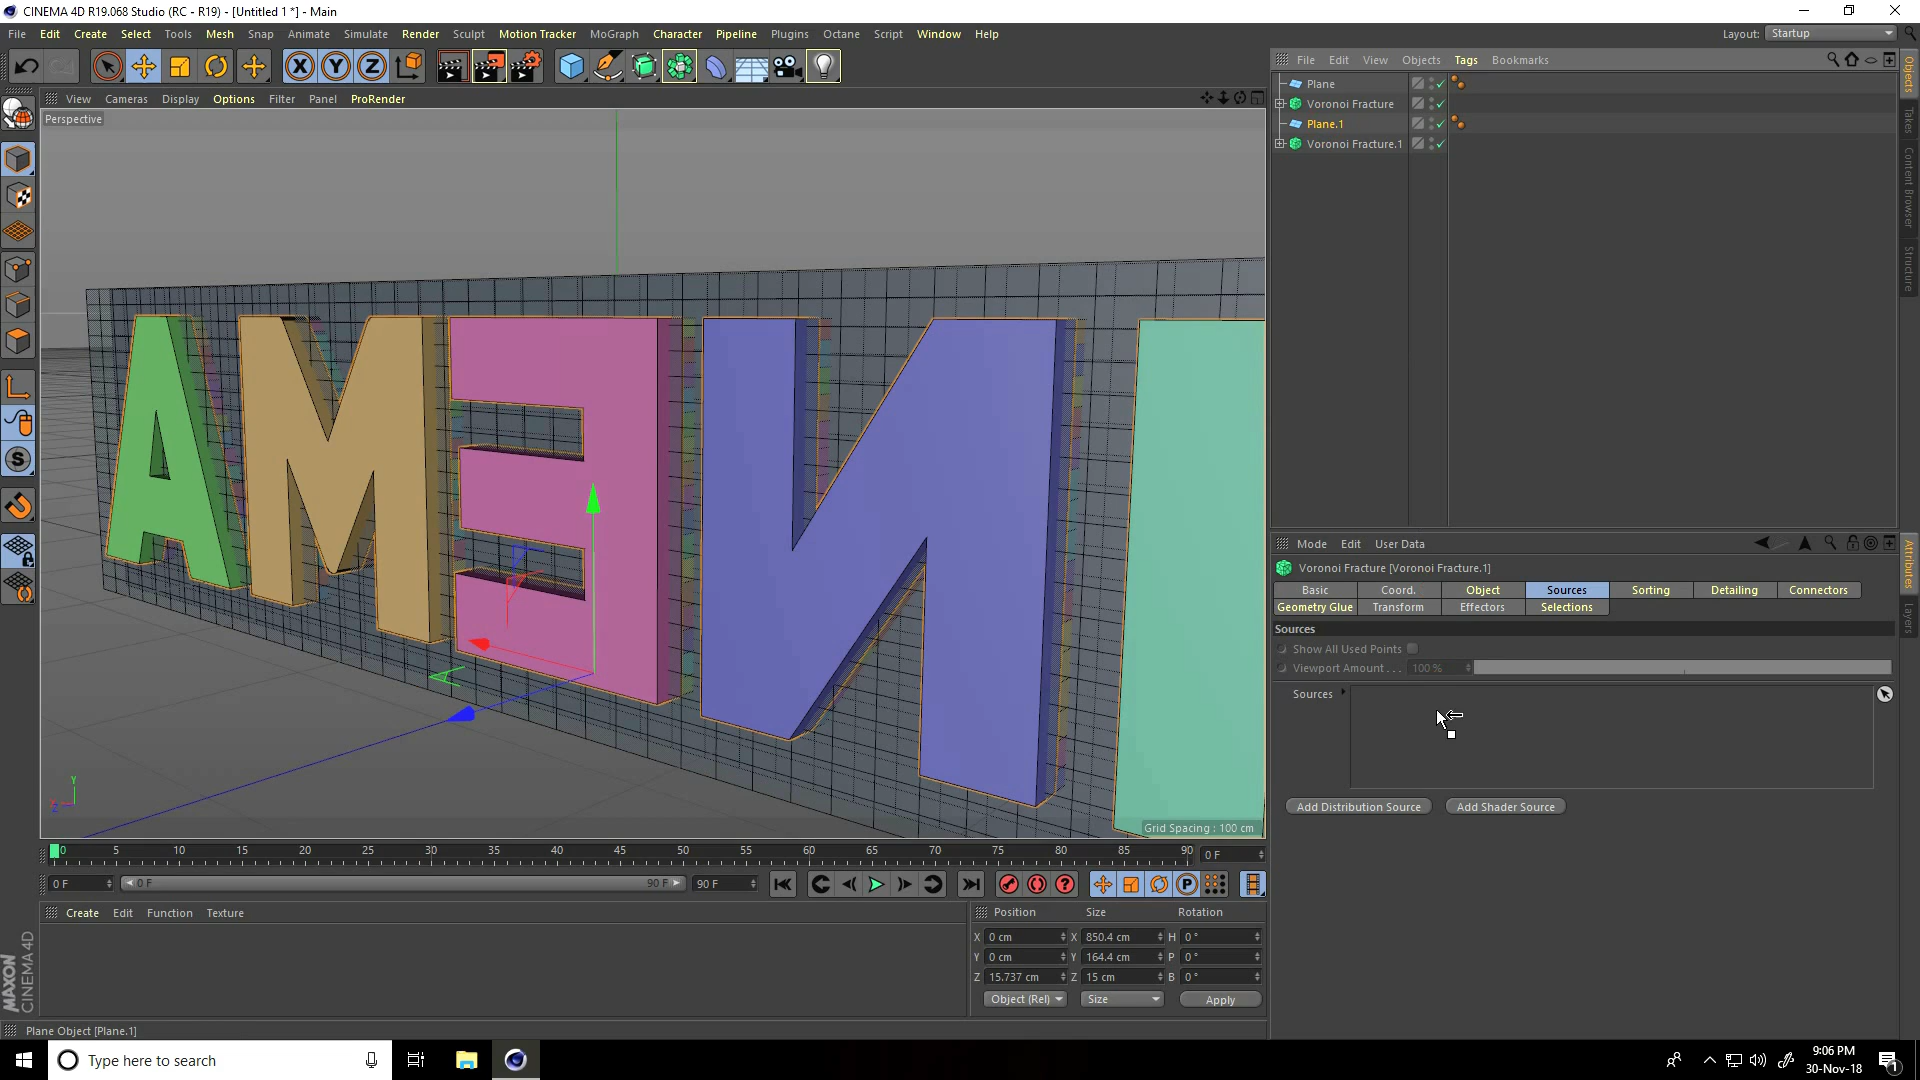 CINEMA 4D R19.068 Studio (RC - R19) - [Untitled 1 *] - Main
File Edit Create Select Tools Mesh Snap Animate Simulate Render Sculpt Motion Tracker MoGraph Character Pipeline Plugins Octane Script Window Help
Layout: Startup
X Y Z
File Edit View Objects Tags Bookmarks
View Cameras Display Options Filter Panel ProRender
Perspective
Plane
Voronoi Fracture
Plane.1
Voronoi Fracture.1
Objects
Takes
Content Browser
Structure
Mode Edit User Data
Voronoi Fracture [Voronoi Fracture.1]
Basic Coord. Object Sources Sorting Detailing Connectors
Geometry Glue Transform Effectors Selections
Sources
Show All Used Points
Viewport Amount . . . 100 %
Sources
Add Distribution Source Add Shader Source
Attributes
Layers
Y
Z
Grid Spacing : 100 cm
0 5 10 15 20 25 30 35 40 45 50 55 60 65 70 75 80 85 90 0 F
0 F 0 F 90 F 90 F
P
S
Create Edit Function Texture
Position Size Rotation
X 0 cm X 850.4 cm H 0 °
Y 0 cm Y 164.4 cm P 0 °
Z 15.737 cm Z 15 cm B 0 °
Object (Rel) Size Apply
MAXON
CINEMA 4D
Plane Object [Plane.1]
Type here to search
9:06 PM
30-Nov-18
1